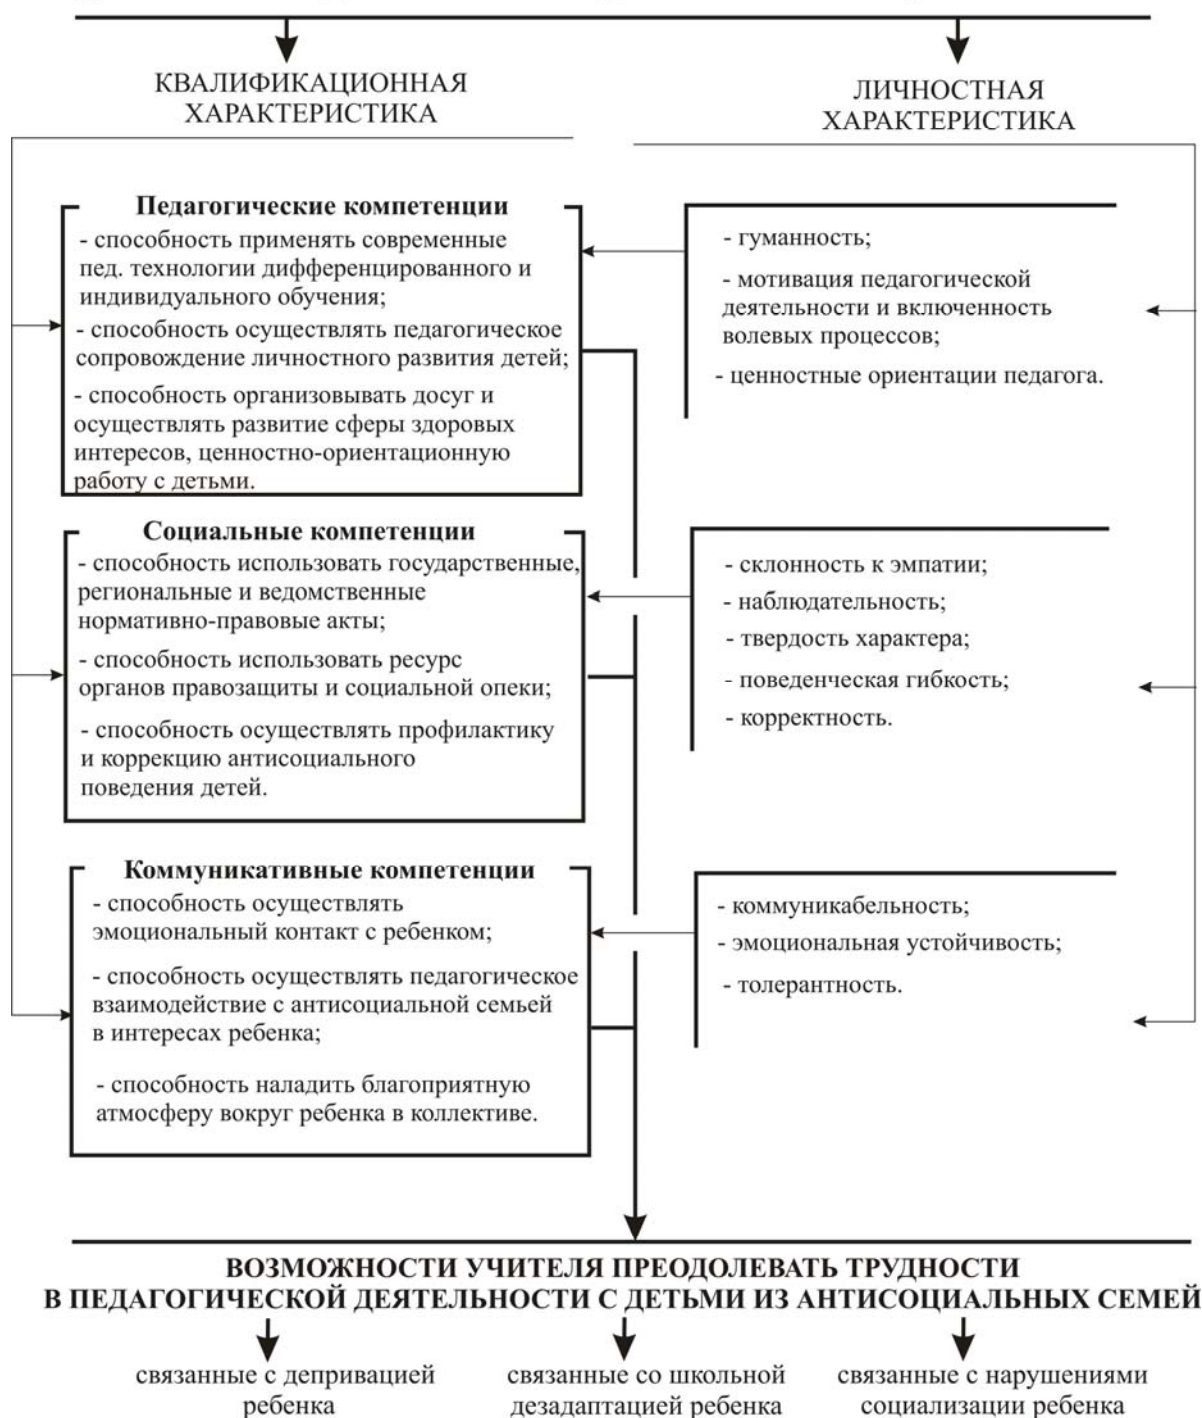 КВАЛИФИКАЦИОННАЯ
ХАРАКТЕРИСТИКА
ЛИЧНОСТНАЯ
ХАРАКТЕРИСТИКА
Педагогические компетенции
- способность применять современные
пед. технологии дифференцированного и
индивидуального обучения;
- способность осуществлять педагогическое
сопровождение личностного развития детей;
- способность организовывать досуг и
осуществлять развитие сферы здоровых
интересов, ценностно-ориентационную
работу с детьми.
- гуманность;
- мотивация педагогической
деятельности и включенность
волевых процессов;
- ценностные ориентации педагога.
Социальные компетенции
- способность использовать государственные,
региональные и ведомственные
нормативно-правовые акты;
- способность использовать ресурс
органов правозащиты и социальной опеки;
- способность осуществлять профилактику
и коррекцию антисоциального
поведения детей.
- склонность к эмпатии;
- наблюдательность;
- твердость характера;
- поведенческая гибкость;
- корректность.
Коммуникативные компетенции
- способность осуществлять
эмоциональный контакт с ребенком;
- способность осуществлять педагогическое
взаимодействие с антисоциальной семьей
в интересах ребенка;
- способность наладить благоприятную
атмосферу вокруг ребенка в коллективе.
- коммуникабельность;
- эмоциональная устойчивость;
- толерантность.
ВОЗМОЖНОСТИ УЧИТЕЛЯ ПРЕОДОЛЕВАТЬ ТРУДНОСТИ
В ПЕДАГОГИЧЕСКОЙ ДЕЯТЕЛЬНОСТИ С ДЕТЬМИ ИЗ АНТИСОЦИАЛЬНЫХ СЕМЕЙ
связанные с депривацией
ребенка
связанные со школьной
дезадаптацией ребенка
связанные с нарушениями
социализации ребенка